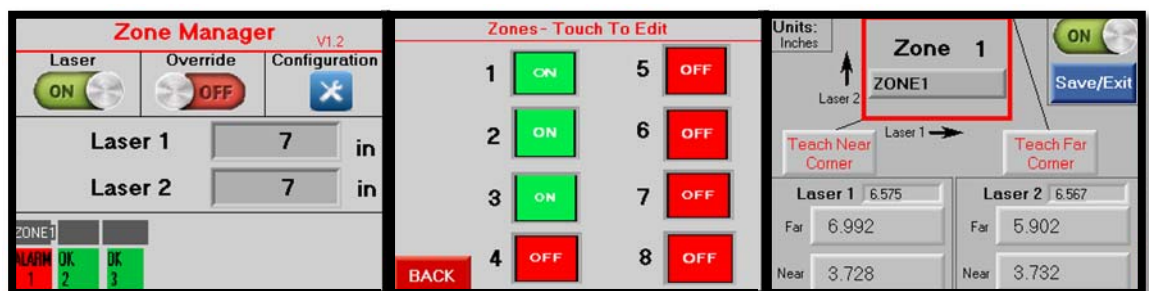 Zone Manager V1.2
Laser Override Configuration
ON OFF
Laser 1 7 in
Laser 2 7 in
ZONE1
ALARM 1 OK 2 OK 3
Zones- Touch To Edit
1 ON 5 OFF
2 ON 6 OFF
3 ON 7 OFF
4 OFF 8 OFF
BACK
Units:
Inches
Zone 1
ON
ZONE1
Save/Exit
Laser 2
Laser 1
Teach Near
Corner
Teach Far
Corner
Laser 1 6.575 Laser 2 6.567
Far 6.992 Far 5.902
Near 3.728 Near 3.732